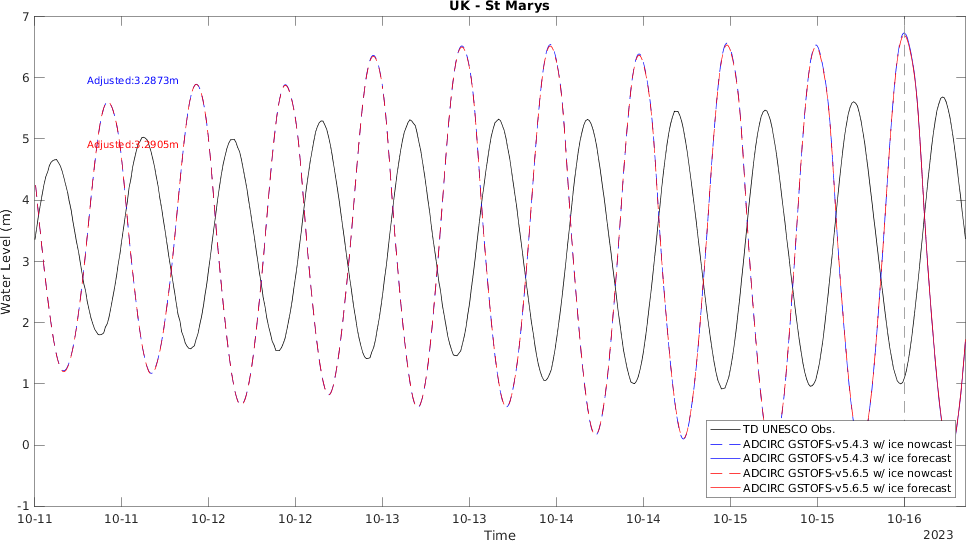 UK - St Marys
7
6
5
4
3
2
1
0
-1
Water Level (m)
Adjusted:3.2873m
Adjusted:3.2905m
TD UNESCO Obs.
ADCIRC GSTOFS-v5.4.3 w/ ice nowcast
ADCIRC GSTOFS-v5.4.3 w/ ice forecast
ADCIRC GSTOFS-v5.6.5 w/ ice nowcast
ADCIRC GSTOFS-v5.6.5 w/ ice forecast
10-11 10-11 10-12 10-12 10-13 10-13 10-14 10-14 10-15 10-15 10-16
Time
2023